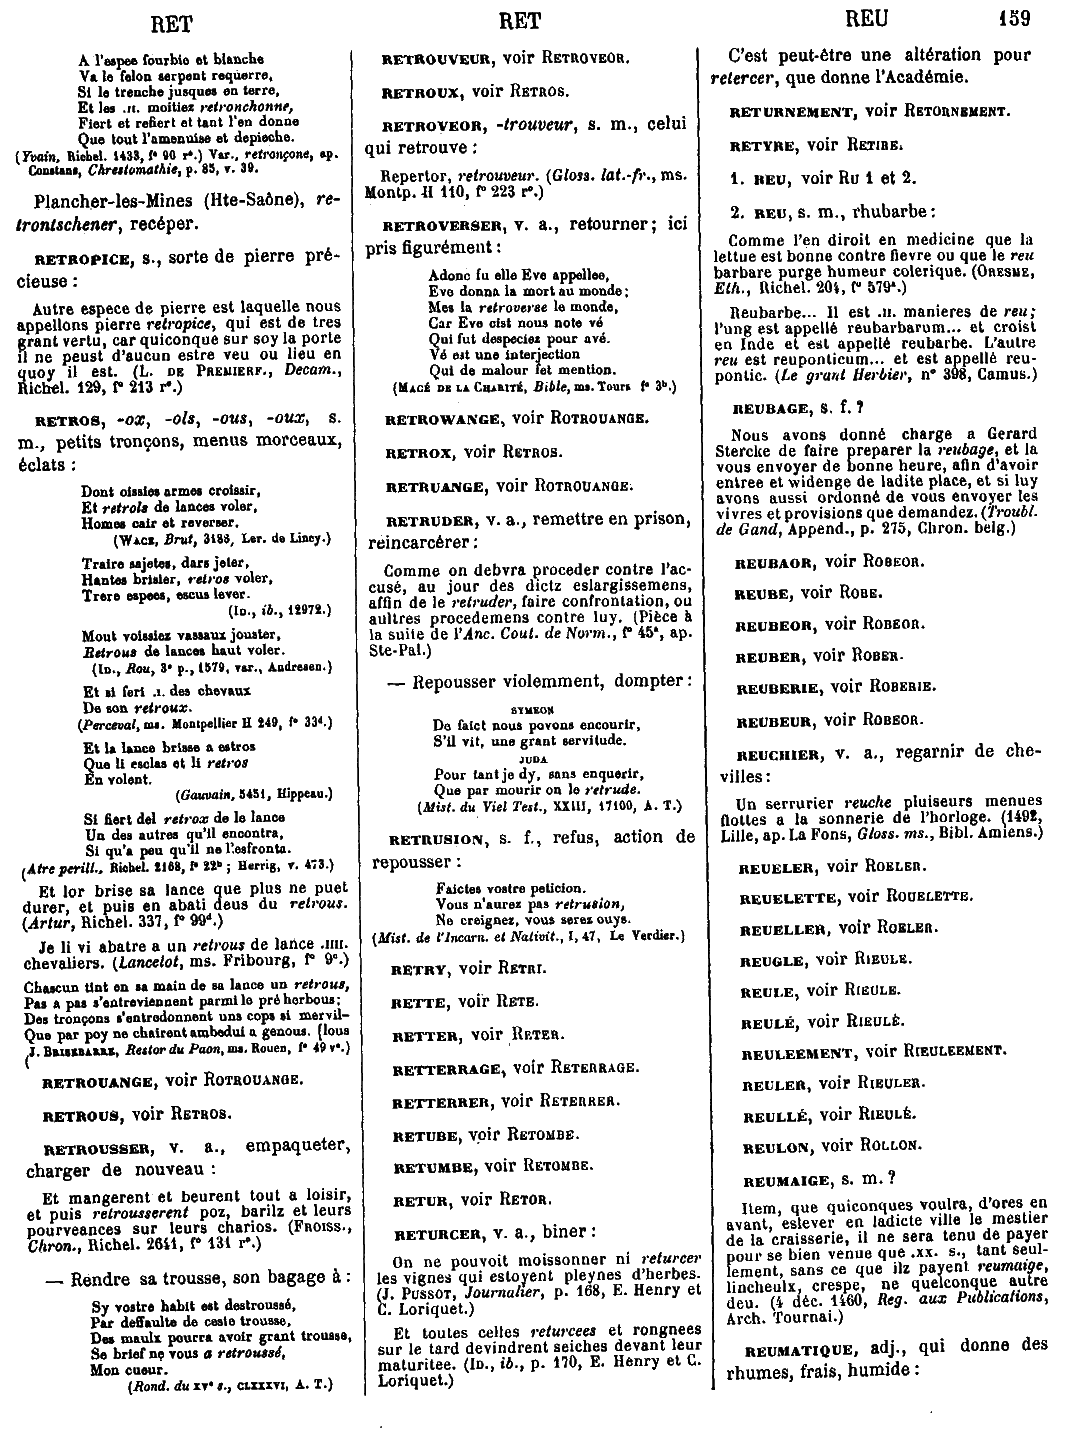 RET
RET
REU
159
A l'espee fourbie et blanche
Va le felon serpent requerre,
Si le trenche jusques en terre,
Et les .II. moitiez retronchonne,
Fiert et refiert et tant l'en donne
Que tout l'amenuise et depieche.
(Yvain, Richel. 1433, f° 90 r°.) Var., retronçone, ap.
Constans, Chrestomathie, p. 85, v. 39.
Plancher-les-Mines (Hte-Saône), re-
trontschener, recéper.
RETROPICE, s., sorte de pierre pré-
cieuse :
Autre espece de pierre est laquelle nous
appellons pierre retropice, qui est de tres
grant vertu, car quiconque sur soy la porte
il ne peust d'aucun estre veu ou lieu en
quoy il est. (L. DE PREMIERF., Decam.,
Richel. 129, f° 213 r°.)
RETROS, -ox, -ols, -ous, -oux, s.
m., petits tronçons, menus morceaux,
éclats :
Dont oissies armes croissir,
Et retrols de lances voler,
Homes cair et reverser.
(WACE, Brut, 3188, Ler. de Lincy.)
Traire sajetes, dars jeter,
Hantes brisier, retros voler,
Trere espees, escus lever.
(ID., ib., 12972.)
Mout voissiez vassaux jouster,
Retrous de lances haut voler.
(ID., Rou, 3° p., 1579, var., Andresen.)
Et si feri .I. des chevaux
De son retroux.
(Perceval, ms. Montpellier H 249, f° 33d.)
Et la lance brisse a estros
Que li esclas et li retros
En volent.
(Gauvain, 5451, Hippeau.)
Si fiert del retrox de le lance
Un des autres qu'il encontra,
Si qu'a peu qu'il ne l'esfronta.
(Atre perill., Richel. 2168, f° 22b ; Herrig, v. 473.)
Et lor brise sa lance que plus ne puet
durer, et puis en abati deus du retrous.
(Artur, Richel. 337, f° 99d.)
Je li vi abatre a un retrous de lance .IIII.
chevaliers. (Lancelot, ms. Fribourg, f° 9c.)
Chascun tint en sa main de sa lance un retrous,
Pas a pas s'entreviennent parmi le pré herbous;
Des tronçons s'entredonnent uns cops si mervil-
Que par poy ne chairent ambedui a genous. (lous
(J. BRISEBARRE, Restor du Paon, ms. Rouen, f° 49 v°.)
RETROUANGE, voir ROTROUANGE.
RETROUS, voir RETROS.
RETROUSSER, v. a., empaqueter,
charger de nouveau :
Et mangerent et beurent tout a loisir,
et puis retrousserent poz, barilz et leurs
pourveances sur leurs charios. (FROISS.,
Chron., Richel. 2641, f° 131 r°.)
— Rendre sa trousse, son bagage à :
Sy vostre habit est destroussé,
Par deffaulte de ceste trousse,
Des maulx pourra avoir grant trousse,
Se brief ne vous a retroussé,
Mon cueur.
(Rond. du XV° s., CLXXXVI, A. T.)
RETROUVEUR, voir RETROVEOR.
RETROUX, voir RETROS.
RETROVEOR, -trouveur, s. m., celui
qui retrouve :
Repertor, retrouveur. (Gloss. lat.-fr., ms.
Montp. H 110, f° 223 r°.)
RETROVERSER, v. a., retourner ; ici
pris figurément :
Adonc fu elle Eve appellee,
Eve donna la mort au monde ;
Mes la retroverse le monde,
Car Eve cist nous note vé
Qui fut despeciez pour avé.
Vé est une interjection
Qui de malour fet mention.
(MACÉ DE LA CHARITÉ, Bible, ms. Tours f° 3b.)
RETROWANGE, voir ROTROUANGE.
RETROX, voir RETROS.
RETRUANGE, voir ROTROUANGE.
RETRUDER, v. a., remettre en prison,
réincarcérer :
Comme on debvra proceder contre l'ac-
cusé, au jour des dictz eslargissemens,
affin de le retruder, faire confrontation, ou
aultres procedemens contre luy. (Pièce à
la suite de l'Anc. Cout. de Norm., f° 45a, ap.
Ste-Pal.)
— Repousser violemment, dompter :
SYMEON
De faict nous povons encourir,
S'il vit, une grant servitude.
JUDA
Pour tant je dy, sans enquerir,
Que par mourir on le retrude.
(Mist. du Viel Test., XXIII, 17100, A. T.)
RETRUSION, s. f., refus, action de
repousser :
Faictes vostre peticion.
Vous n'aurez pas retrusion,
Ne creignez, vous serez ouys.
(Mist. de l'Incarn. et Nativit., I, 47, Le Verdier.)
RETRY, voir RETRI.
RETTE, voir RETE.
RETTER, voir RETER.
RETTERRAGE, voir RETERRAGE.
RETTERRER, voir RETERRER.
RETUBE, voir RETOMBE.
RETUMBE, voir RETOMBE.
RETUR, voir RETOR.
RETURCER, v. a., biner :
On ne pouvoit moissonner ni returcer
les vignes qui estoyent pleynes d'herbes.
(J. PUSSOT, Journalier, p. 168, E. Henry et
C. Loriquet.)
Et toutes celles returcees et rongnees
sur le tard devindrent seiches devant leur
maturitee. (ID., ib., p. 170, E. Henry et C.
Loriquet.)
C'est peut-être une altération pour
retercer, que donne l'Académie.
RETURNEMENT, voir RETORNEMENT.
RETYRE, voir RETIRE.
1. REU, voir RU 1 et 2.
2. REU, s. m., rhubarbe :
Comme l'en diroit en medicine que la
lettue est bonne contre fievre ou que le reu
barbare purge humeur colerique. (ORESME,
Eth., Richel. 204, f° 579a.)
Reubarbe... Il est .II. manieres de reu;
l'ung est appellé reubarbarum... et croist
en Inde et est appellé reubarbe. L'autre
reu est reuponticum... et est appellé reu-
pontic. (Le grant Herbier, n° 398, Camus.)
REUBAGE, s. f. ?
Nous avons donné charge a Gerard
Stercke de faire preparer la reubage, et la
vous envoyer de bonne heure, afin d'avoir
entree et widenge de ladite place, et si luy
avons aussi ordonné de vous envoyer les
vivres et provisions que demandez. (Troubl.
de Gand, Append., p. 275, Chron. belg.)
REUBAOR, voir ROBEOR.
REUBE, voir ROBE.
REUBEOR, voir ROBEOR.
REUBER, voir ROBER.
REUBERIE, voir ROBERIE.
REUBEUR, voir ROBEOR.
REUCHIER, v. a., regarnir de che-
villes :
Un serrurier reuche pluiseurs menues
flottes a la sonnerie de l'horloge. (1492,
Lille, ap. La Fons, Gloss. ms., Bibl. Amiens.)
REUELER, voir ROELER.
REUELETTE, voir ROUELETTE.
REUELLER, voir ROELER.
REUGLE, voir RIEULE.
REULE, voir RIEULE.
REULÉ, voir RIEULÉ.
REULEEMENT, voir RIEULEEMENT.
REULER, voir RIEULER.
REULLÉ, voir RIEULÉ.
REULON, voir ROLLON.
REUMAIGE, s. m. ?
Item, que quiconques voulra, d'ores en
avant, eslever en ladicte ville le mestier
de la craisserie, il ne sera tenu de payer
pour se bien venue que .XX. s., tant seul-
lement, sans ce que ilz payent reumaige,
lincheulx, crespe, ne quelconque autre
deu. (4 déc. 1460, Reg. aux Publications,
Arch. Tournai.)
REUMATIQUE, adj., qui donne des
rhumes, frais, humide :